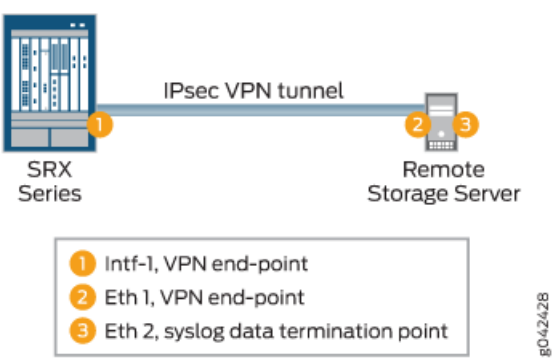 IPsec VPN tunnel
1
2
3
SRX
Series
Remote
Storage Server
1 Intf-1, VPN end-point
2 Eth 1, VPN end-point
3 Eth 2, syslog data termination point
g042428